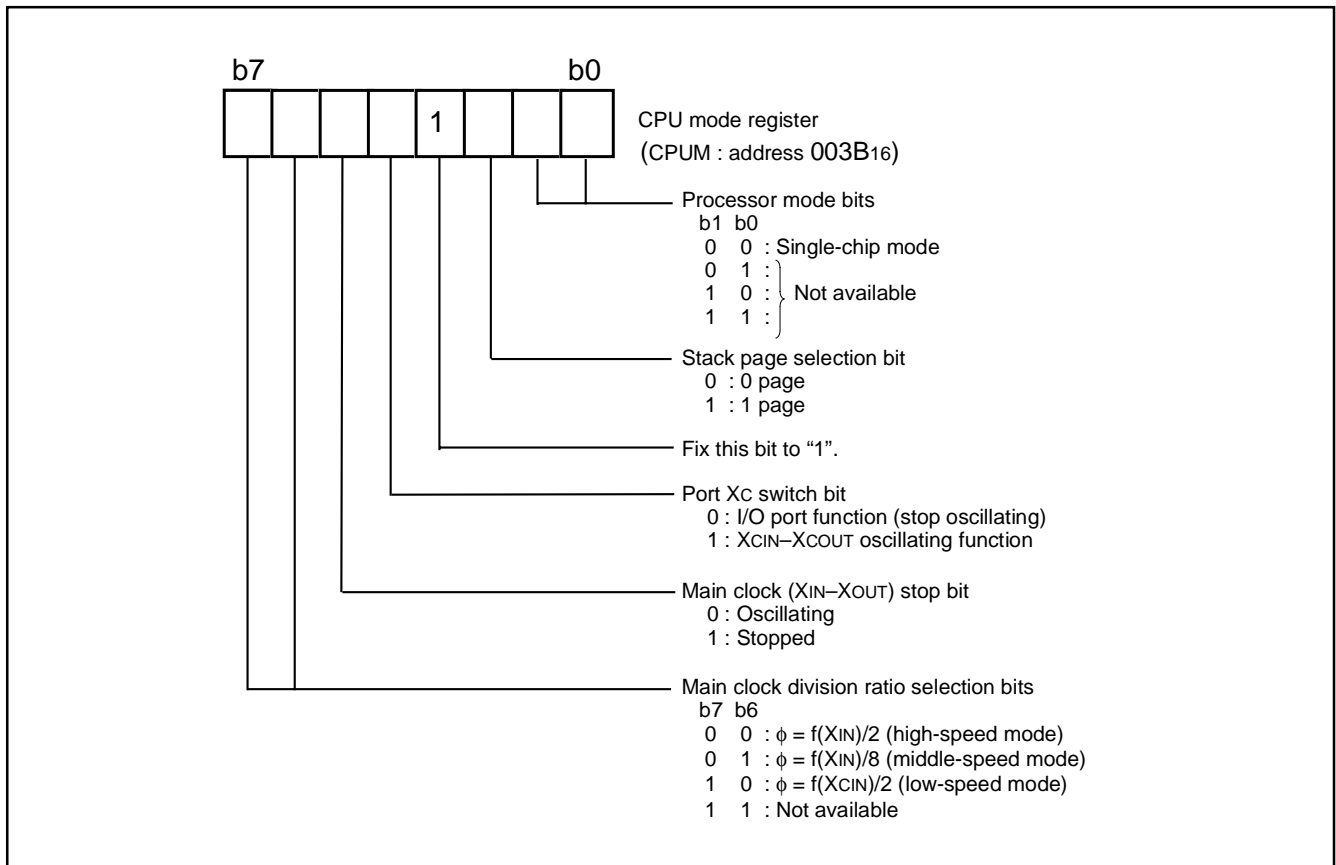 b7 b0
1
CPU mode register
(CPUM : address 003B16)
Processor mode bits
b1 b0
0 0 : Single-chip mode
0 1 :
1 0 : Not available
1 1 :
Stack page selection bit
0 : 0 page
1 : 1 page
Fix this bit to “1”.
Port XC switch bit
0 : I/O port function (stop oscillating)
1 : XCIN–XCOUT oscillating function
Main clock (XIN–XOUT) stop bit
0 : Oscillating
1 : Stopped
Main clock division ratio selection bits
b7 b6
0 0 : ϕ = f(XIN)/2 (high-speed mode)
0 1 : ϕ = f(XIN)/8 (middle-speed mode)
1 0 : ϕ = f(XCIN)/2 (low-speed mode)
1 1 : Not available